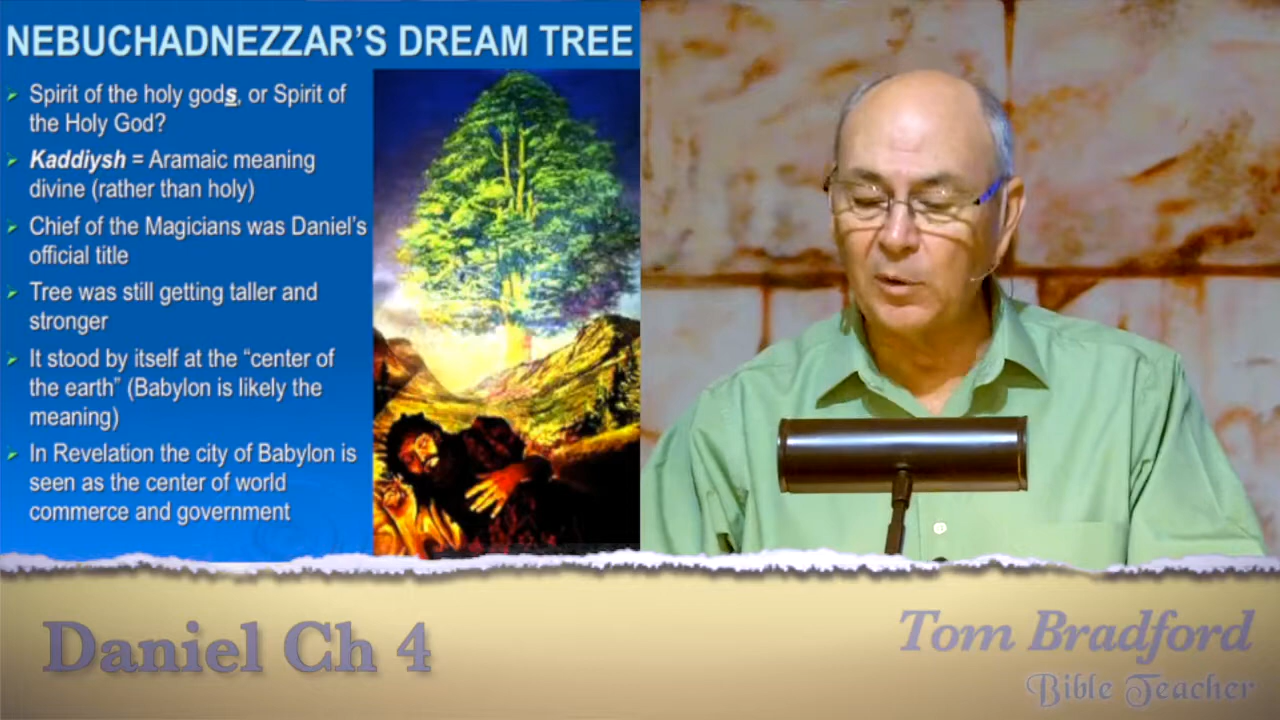 NEBUCHADNEZZAR'S DREAM TREE
Spirit of the holy gods, or Spirit of
the Holy God?
Kaddiysh = Aramaic meaning
divine (rather than holy)
Chief of the Magicians was Daniel's
official title
Tree was still getting taller and
stronger
It stood by itself at the “center of
the earth” (Babylon is likely the
meaning)
In Revelation the city of Babylon is
seen as the center of world
commerce and government
Daniel Ch 4
Tom Bradford
Bible Teacher